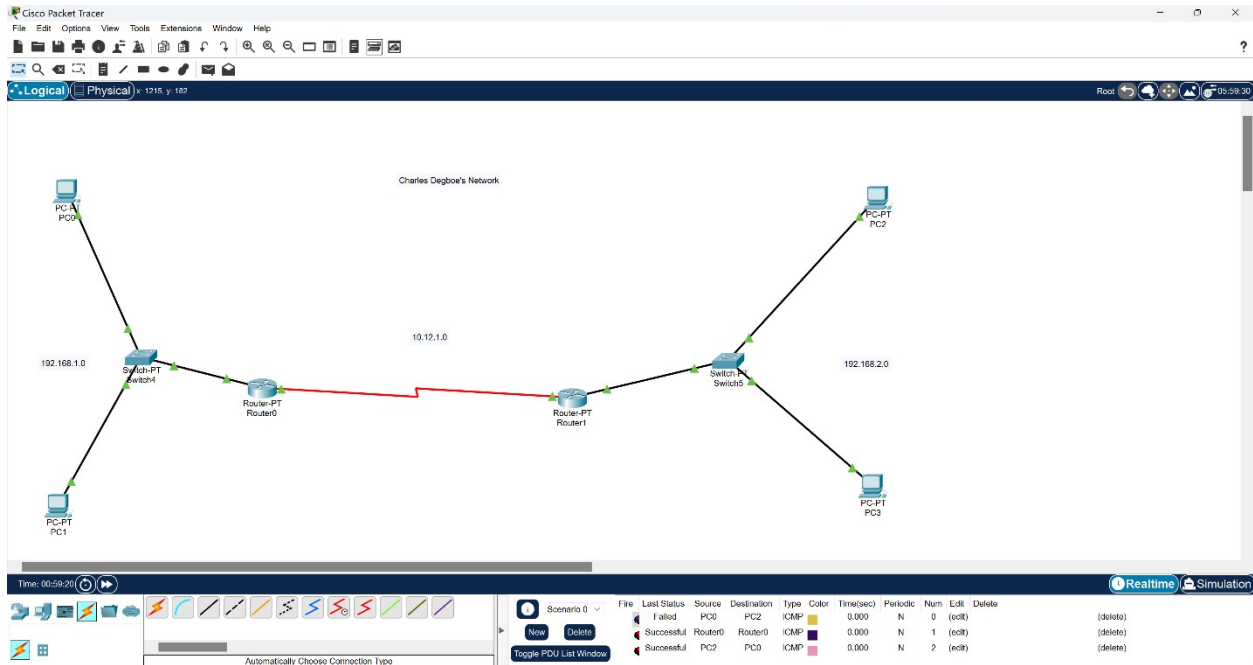 Cisco Packet Tracer
File Edit Options View Tools Extensions Window Help
?
Logical Physical x: 1215, y: 182 Root 05:59:30
Charles Degboe's Network
PC-PT
PC0
PC-PT
PC2
10.12.1.0
192.168.1.0
192.168.2.0
Switch-PT
Switch4
Switch-PT
Switch5
Router-PT
Router0
Router-PT
Router1
PC-PT
PC1
PC-PT
PC3
Time: 00:59:20 Realtime Simulation
Scenario 0
New Delete
Toggle PDU List Window
Fire Last Status Source Destination Type Color Time(sec) Periodic Num Edit Delete
Failed PC0 PC2 ICMP 0.000 N 0 (edit) (delete)
Successful Router0 Router0 ICMP 0.000 N 1 (edit) (delete)
Successful PC2 PC0 ICMP 0.000 N 2 (edit) (delete)
Automatically Choose Connection Type